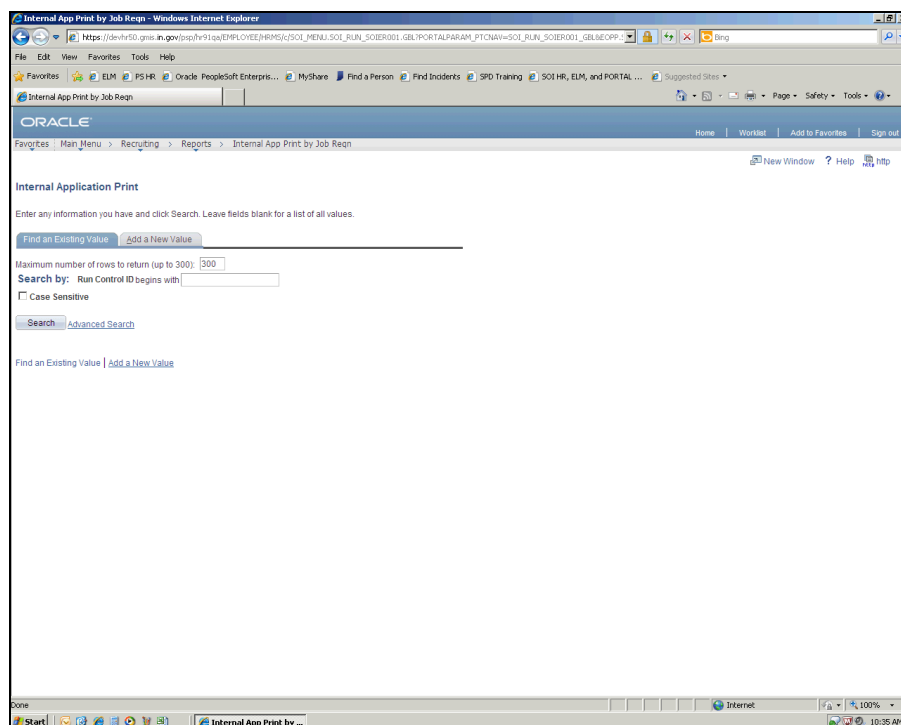 Internal App Print by Job Reqn - Windows Internet Explorer
https://devhr50.gmis.in.gov/psp/hr91qa/EMPLOYEE/HRMS/c/SOI_MENU.SOI_RUN_SOIER001.GBL?PORTALPARAM_PTCNAV=SOI_RUN_SOIER001_GBL&EOPP. Bing
File Edit View Favorites Tools Help
Favorites ELM PS HR Oracle PeopleSoft Enterpris... MyShare Find a Person Find Incidents SPD Training SOI HR, ELM, and PORTAL ... Suggested Sites
Internal App Print by Job Reqn Page Safety Tools
ORACLE
Home | Worklist | Add to Favorites | Sign out
Favorites | Main Menu > Recruiting > Reports > Internal App Print by Job Reqn
New Window ? Help http
Internal Application Print
Enter any information you have and click Search. Leave fields blank for a list of all values.
Find an Existing Value Add a New Value
Maximum number of rows to return (up to 300): 300
Search by: Run Control ID begins with
Case Sensitive
Search Advanced Search
Find an Existing Value | Add a New Value
Done Internet 100%
Start Internal App Print by ... 10:35 AM